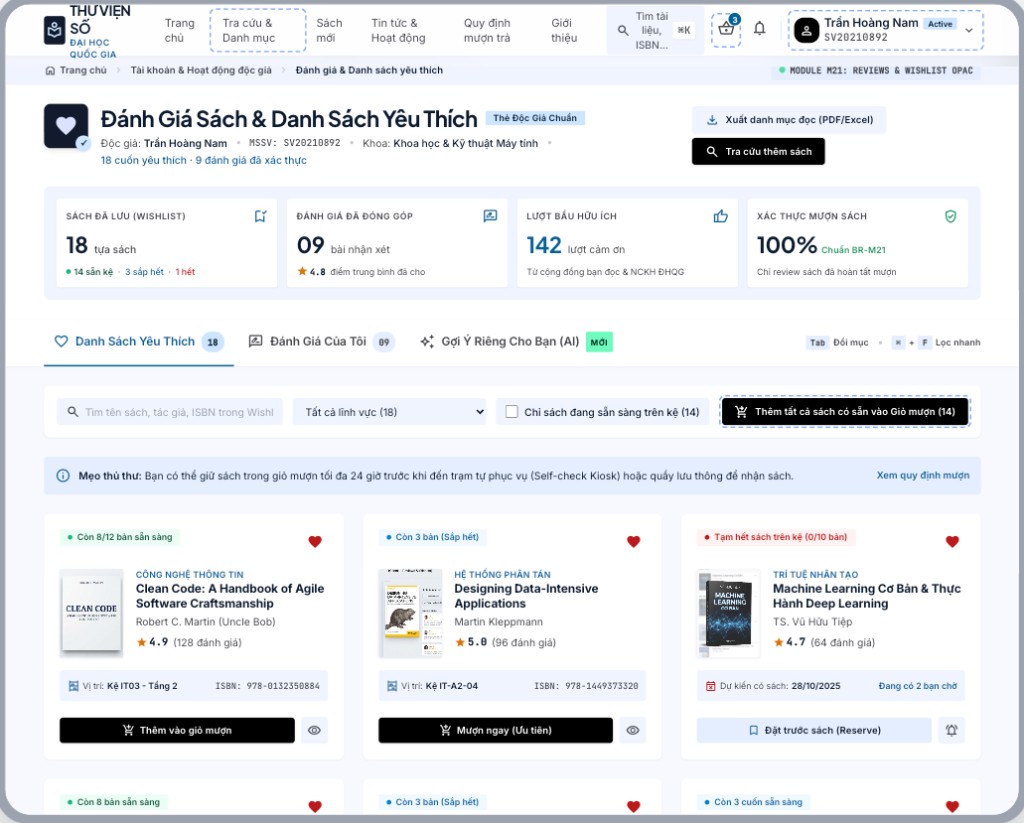 THƯ VIỆN
SỐ
ĐẠI HỌC
QUỐC GIA
Trang
chủ
Tra cứu &
Danh mục
Sách
mới
Tin tức &
Hoạt động
Quy định
mượn trả
Giới
thiệu
Tìm tài
liệu,
ISBN...
⌘K
3
Trần Hoàng Nam Active
SV20210892
Trang chủ › Tài khoản & Hoạt động độc giả › Đánh giá & Danh sách yêu thích
MODULE M21: REVIEWS & WISHLIST OPAC
Đánh Giá Sách & Danh Sách Yêu Thích Thẻ Độc Giả Chuẩn
Độc giả: Trần Hoàng Nam • MSSV: SV20210892 • Khoa: Khoa học & Kỹ thuật Máy tính •
18 cuốn yêu thích · 9 đánh giá đã xác thực
Xuất danh mục đọc (PDF/Excel)
Tra cứu thêm sách
SÁCH ĐÃ LƯU (WISHLIST)
18 tựa sách
14 sẵn kệ · 3 sắp hết · 1 hết
ĐÁNH GIÁ ĐÃ ĐÓNG GÓP
09 bài nhận xét
★ 4.8 điểm trung bình đã cho
LƯỢT BẦU HỮU ÍCH
142 lượt cảm ơn
Từ cộng đồng bạn đọc & NCKH ĐHQG
XÁC THỰC MƯỢN SÁCH
100% Chuẩn BR-M21
Chỉ review sách đã hoàn tất mượn
Danh Sách Yêu Thích 18
Đánh Giá Của Tôi 09
Gợi Ý Riêng Cho Bạn (AI) MỚI
Tab Đổi mục • ⌘ + F Lọc nhanh
Tìm tên sách, tác giả, ISBN trong Wishl
Tất cả lĩnh vực (18)
Chỉ sách đang sẵn sàng trên kệ (14)
Thêm tất cả sách có sẵn vào Giỏ mượn (14)
Mẹo thủ thư: Bạn có thể giữ sách trong giỏ mượn tối đa 24 giờ trước khi đến trạm tự phục vụ (Self-check Kiosk) hoặc quầy lưu thông để nhận sách.
Xem quy định mượn
Còn 8/12 bản sẵn sàng
CLEAN CODE
CÔNG NGHỆ THÔNG TIN
Clean Code: A Handbook of Agile
Software Craftsmanship
Robert C. Martin (Uncle Bob)
★ 4.9 (128 đánh giá)
Vị trí: Kệ IT03 - Tầng 2
ISBN: 978-0132350884
Thêm vào giỏ mượn
Còn 3 bản (Sắp hết)
HỆ THỐNG PHÂN TÁN
Designing Data-Intensive
Applications
Martin Kleppmann
★ 5.0 (96 đánh giá)
Vị trí: Kệ IT-A2-04
ISBN: 978-1449373320
Mượn ngay (Ưu tiên)
Tạm hết sách trên kệ (0/10 bản)
MACHINE
LEARNING
CƠ BẢN
TRÍ TUỆ NHÂN TẠO
Machine Learning Cơ Bản & Thực
Hành Deep Learning
TS. Vũ Hữu Tiệp
★ 4.7 (64 đánh giá)
Dự kiến có sách: 28/10/2025
Đang có 2 bạn chờ
Đặt trước sách (Reserve)
Còn 8 bản sẵn sàng
Còn 3 bản (Sắp hết)
Còn 3 cuốn sẵn sàng